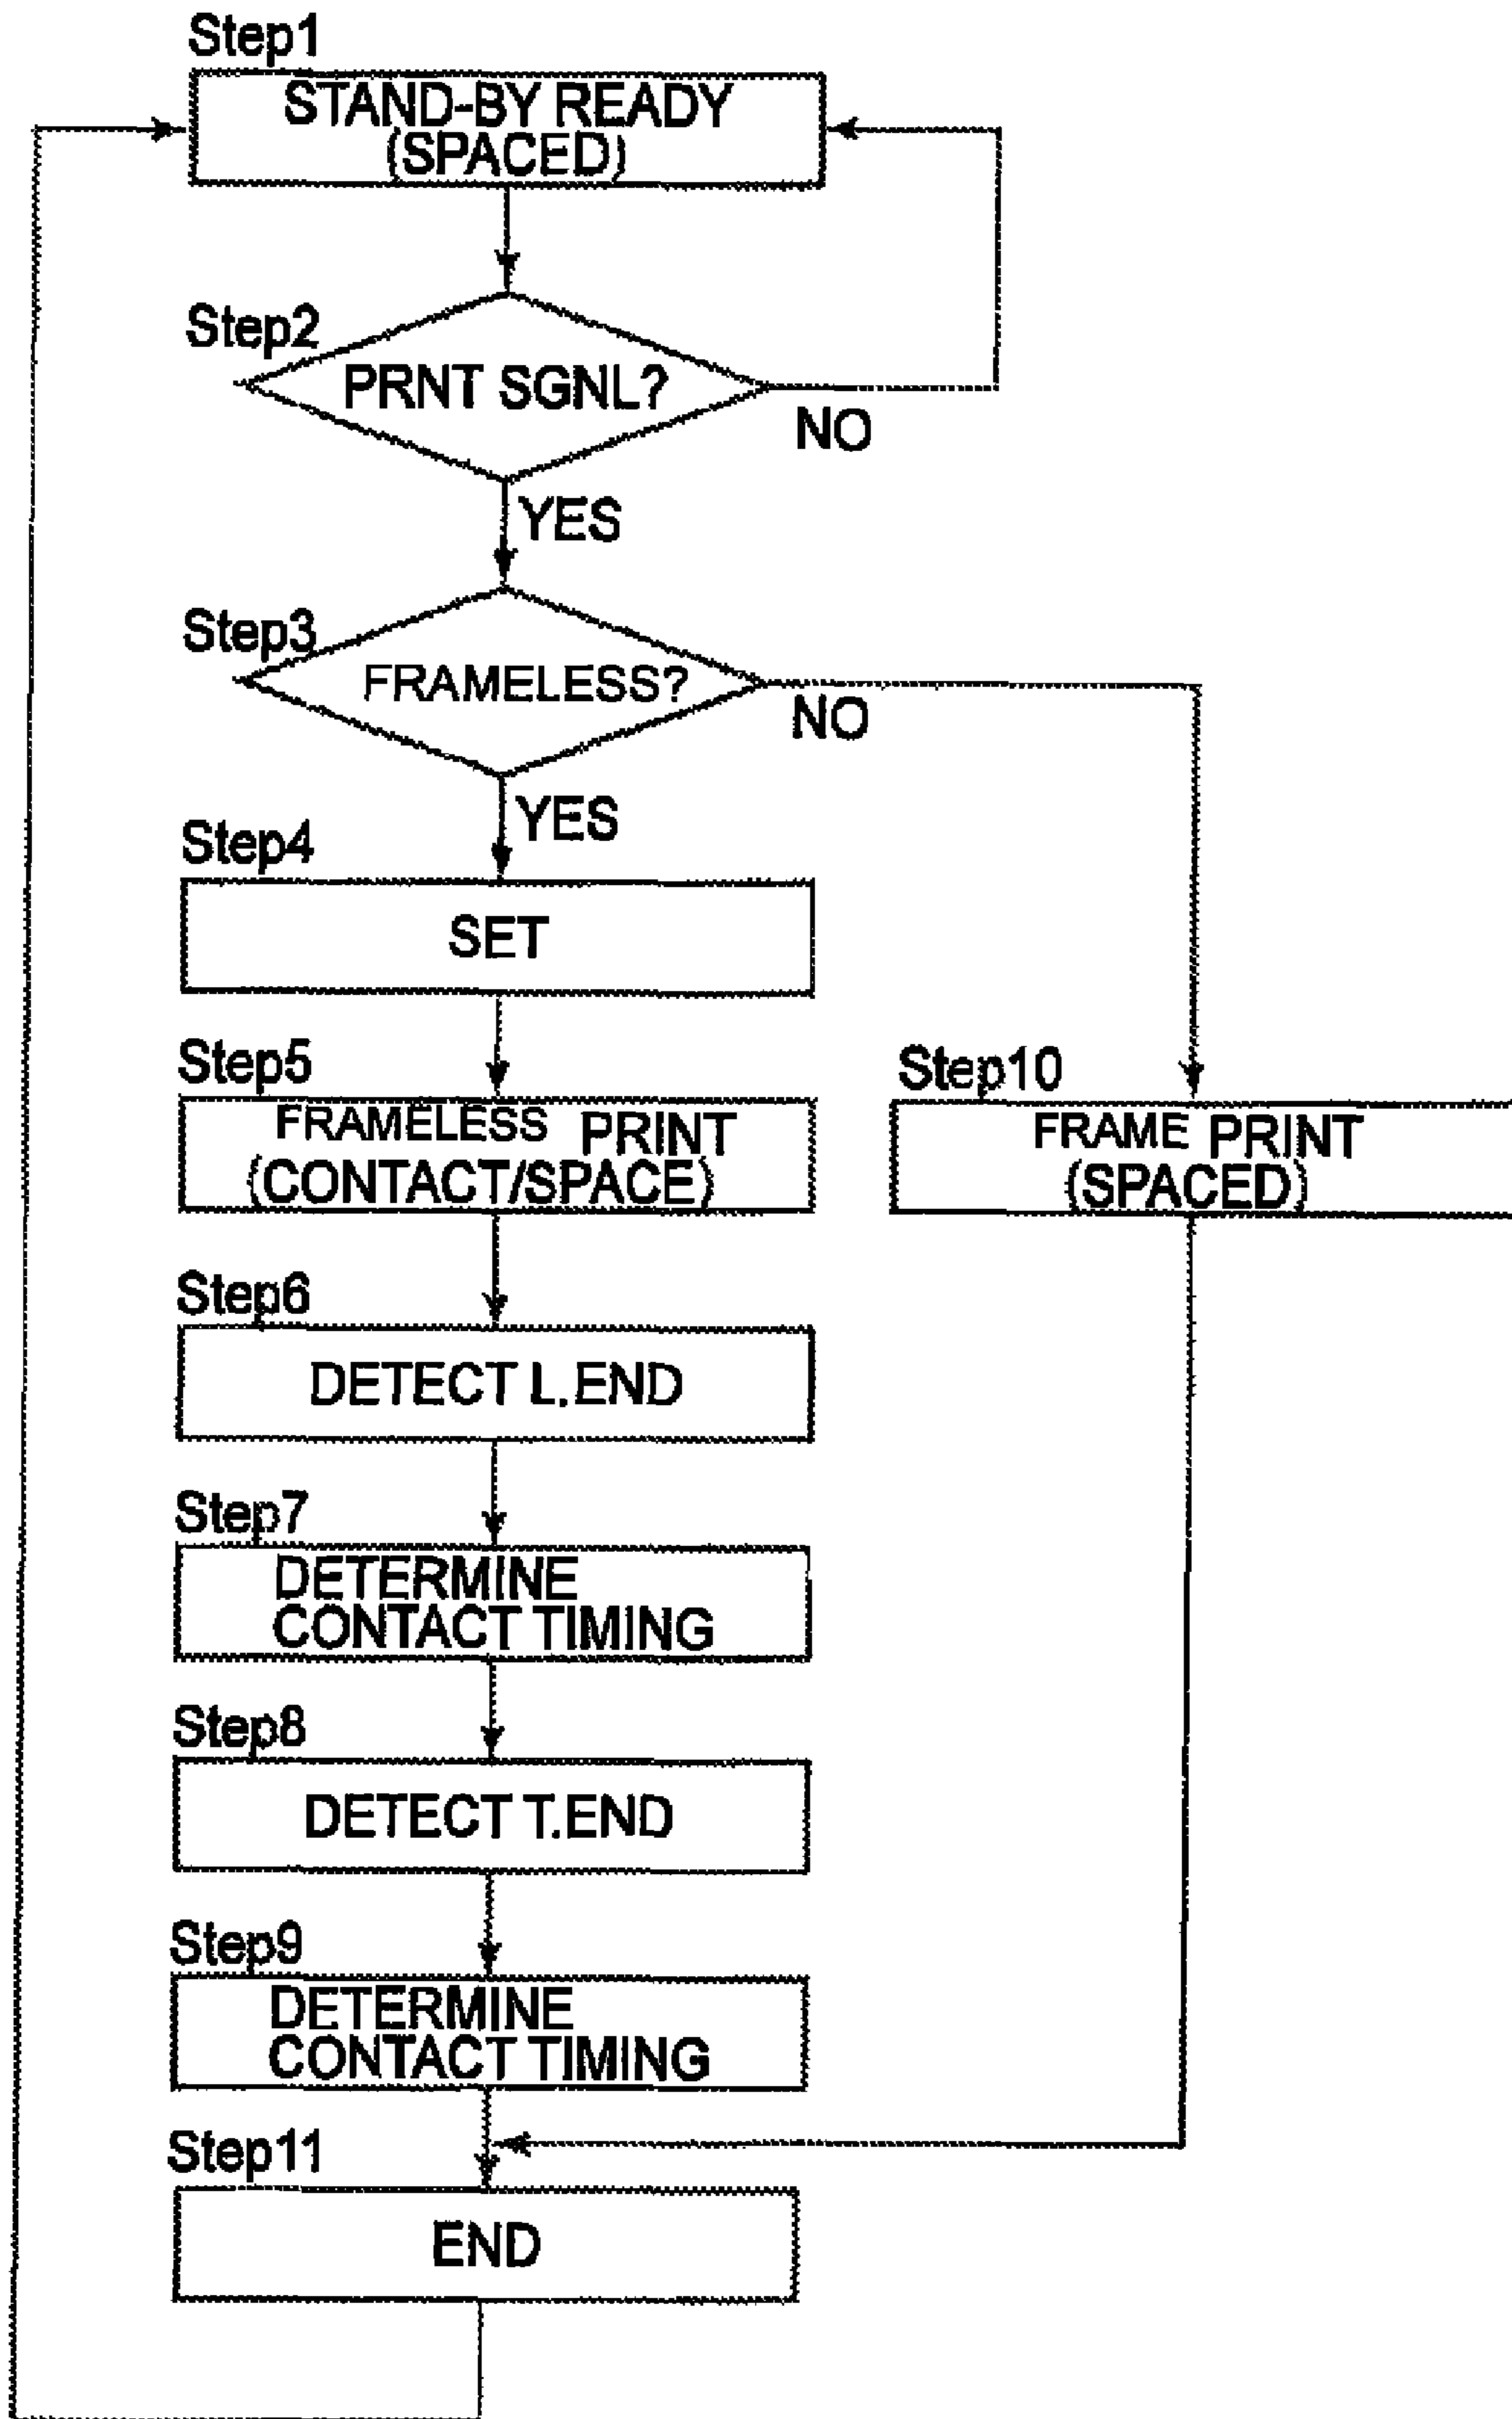 Step1
STAND-BY READY
(SPACED)
Step2
PRNT SGNL?
NO
YES
Step3
FRAMELESS?
NO
YES
Step4
SET
Step5
FRAMELESS PRINT
(CONTACT/SPACE)
Step10
FRAME PRINT
(SPACED)
Step6
DETECT L.END
Step7
DETERMINE
CONTACT TIMING
Step8
DETECT T.END
Step9
DETERMINE
CONTACT TIMING
Step11
END